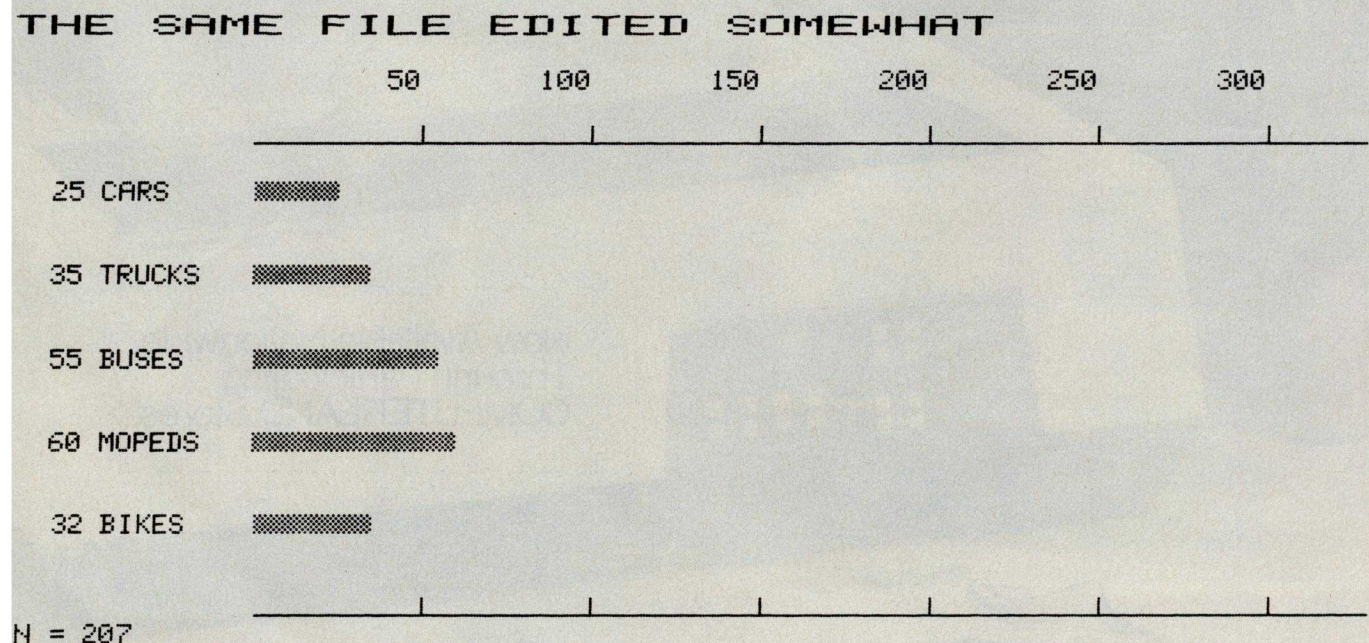 THE SAME FILE EDITED SOMEWHAT
50 100 150 200 250 300
25 CARS
35 TRUCKS
55 BUSES
60 MOPEDS
32 BIKES
N = 207